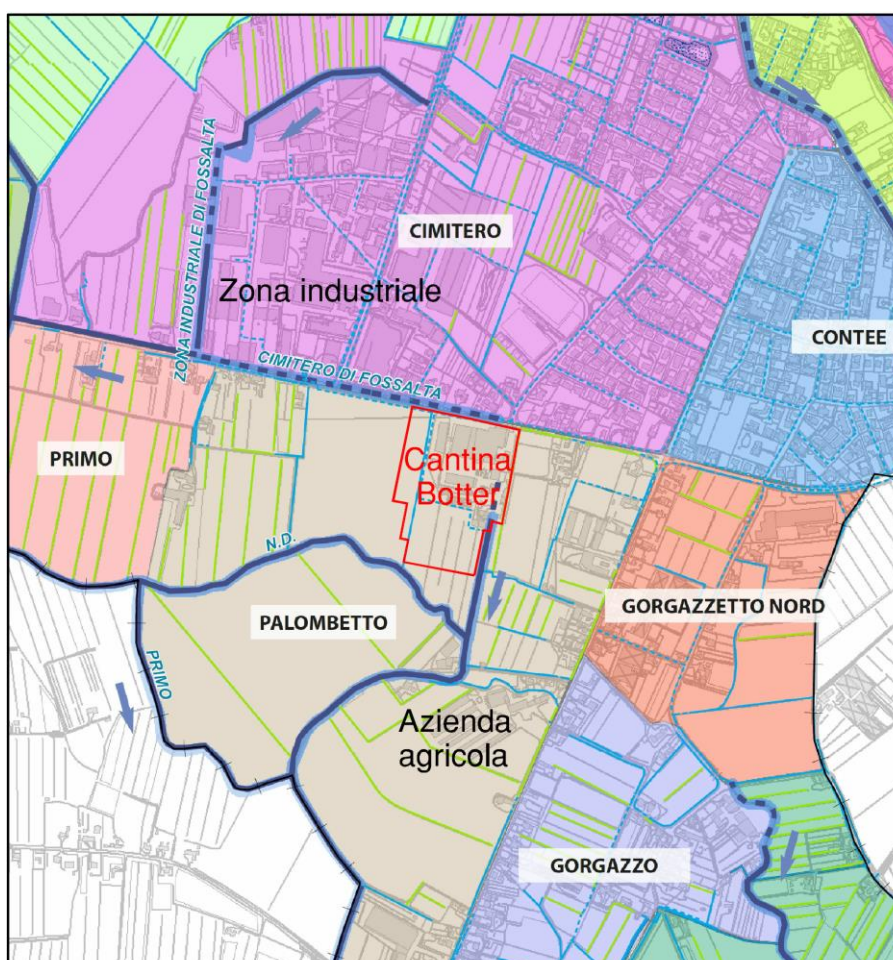 ZONA INDUSTRIALE DI FOSSALTA
CIMITERO
Zona industriale
CONTEE
CIMITERO DI FOSSALTA
PRIMO
Cantina
Botter
N.D.
PALOMBETTO
GORGAZZETTO NORD
PRIMO
Azienda
agricola
GORGAZZO